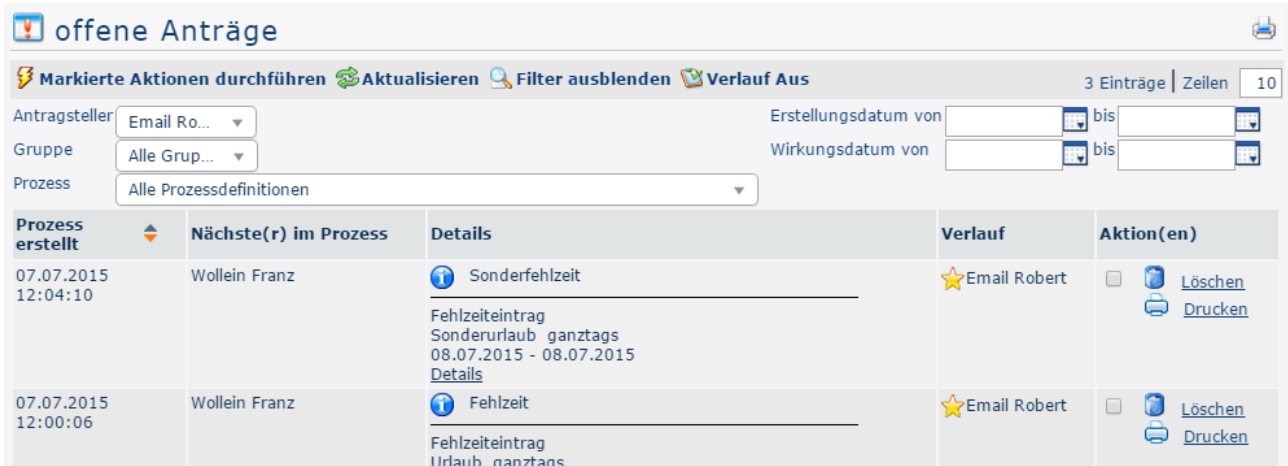 offene Anträge
Markierte Aktionen durchführen Aktualisieren Filter ausblenden Verlauf Aus 3 Einträge | Zeilen 10
Antragsteller Email Ro... Erstellungsdatum von bis
Gruppe Alle Grup... Wirkungsdatum von bis
Prozess Alle Prozessdefinitionen
Prozess erstellt Nächste(r) im Prozess Details Verlauf Aktion(en)
07.07.2015 Wollein Franz Sonderfehlzeit Email Robert Löschen
12:04:10 Drucken
Fehlzeiteintrag
Sonderurlaub ganztags
08.07.2015 - 08.07.2015
Details
07.07.2015 Wollein Franz Fehlzeit Email Robert Löschen
12:00:06 Drucken
Fehlzeiteintrag
Urlaub ganztags